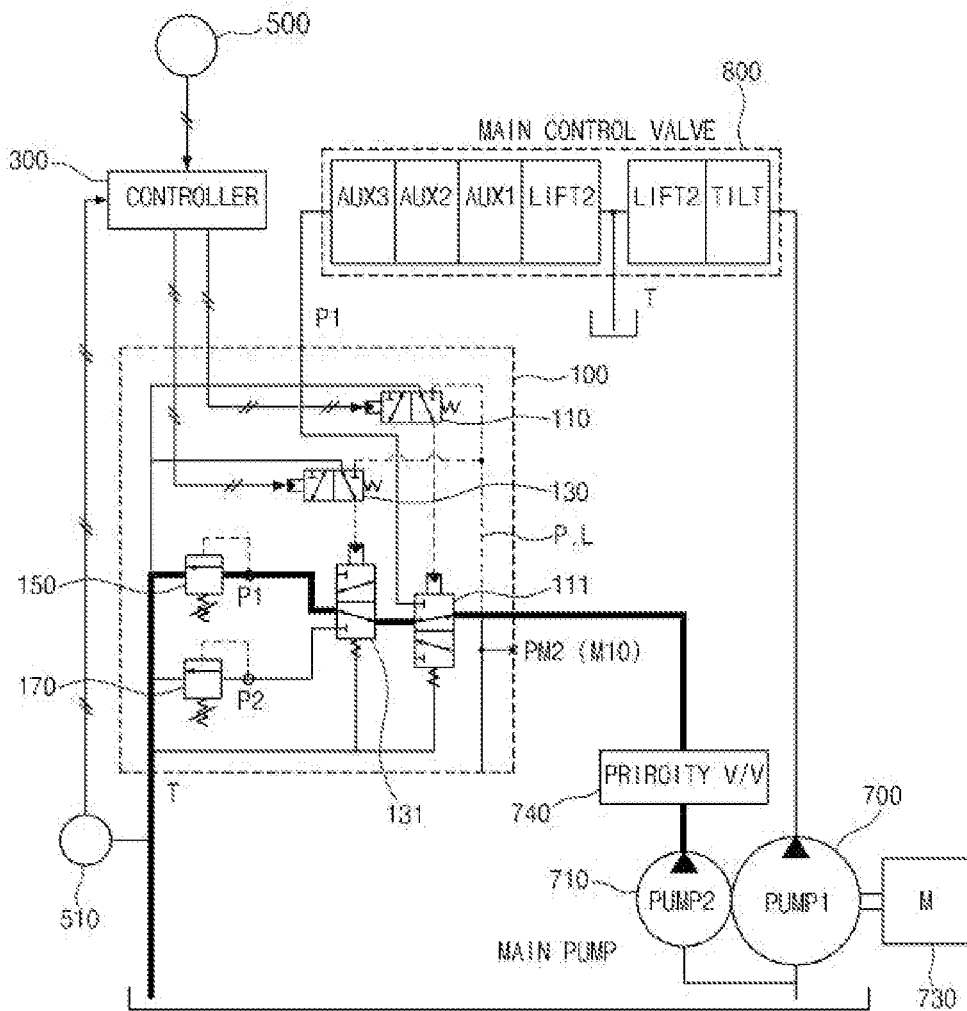 500
800
MAIN CONTROL VALVE
300
CONTROLLER
AUX3
AUX2
AUX1
LIFT2
LIFT2
TILT
T
P1
100
110
130
P.L
150
P1
111
PM2 (M10)
170
P2
T
131
PRIRCITY V/V
740
700
710
PUMP2
PUMP1
M
510
MAIN PUMP
730